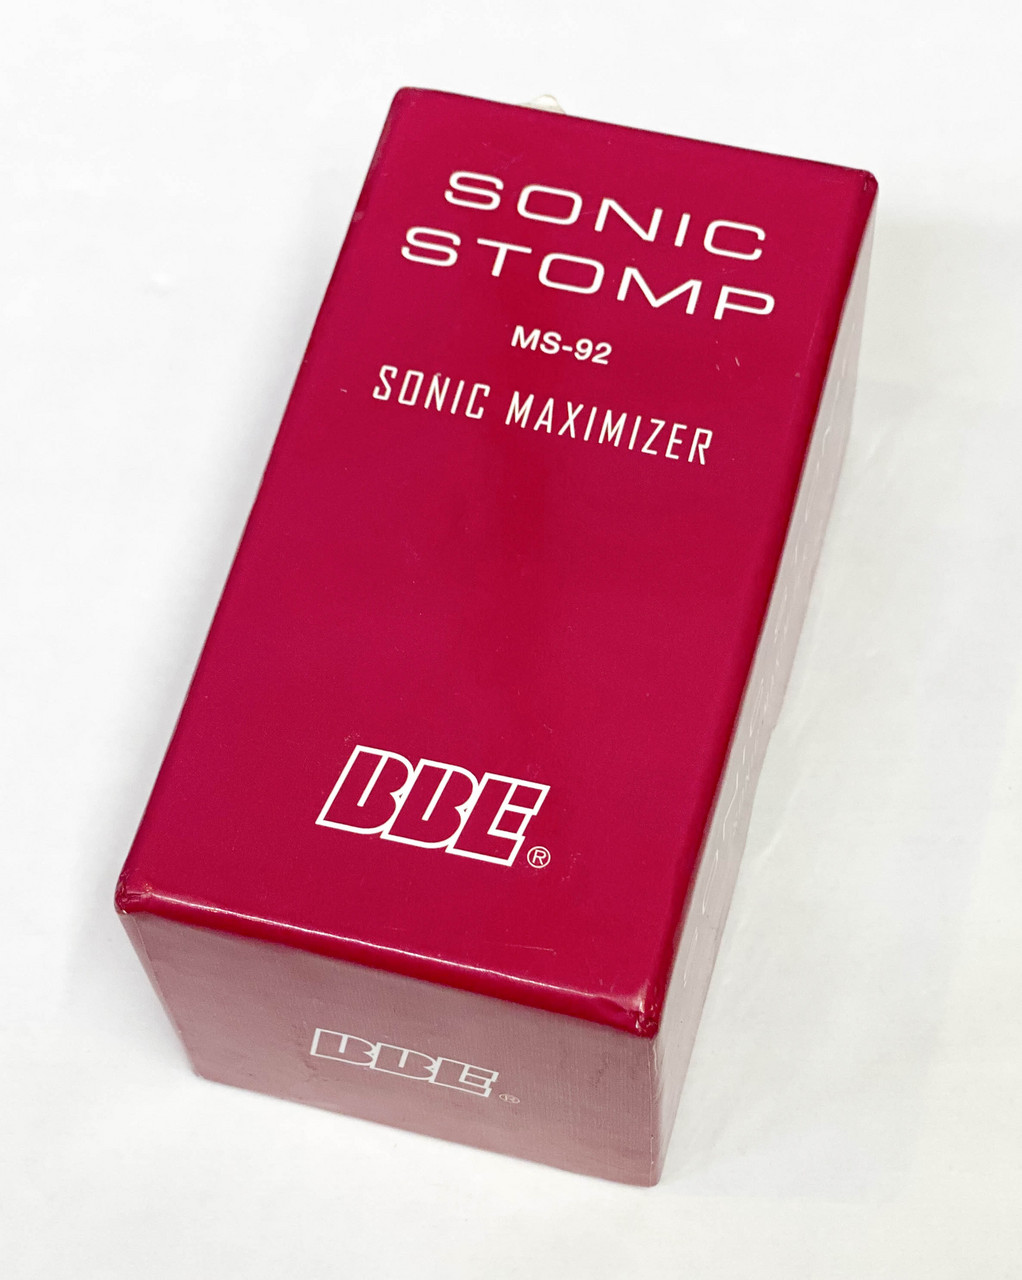 SONIC
STOMP
MS-92
SONIC MAXIMIZER
BBE®
BBE®